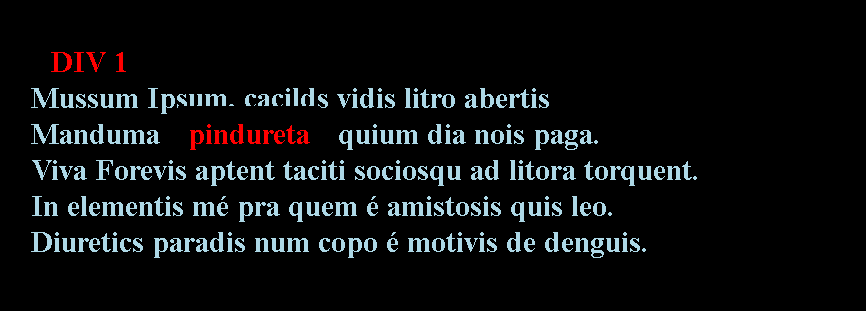 DIV 1
Mussum Ipsum, cacilds vidis litro abertis
Manduma pindureta quium dia nois paga.
Viva Forevis aptent taciti sociosqu ad litora torquent.
In elementis mé pra quem é amistosis quis leo.
Diuretics paradis num copo é motivis de denguis.